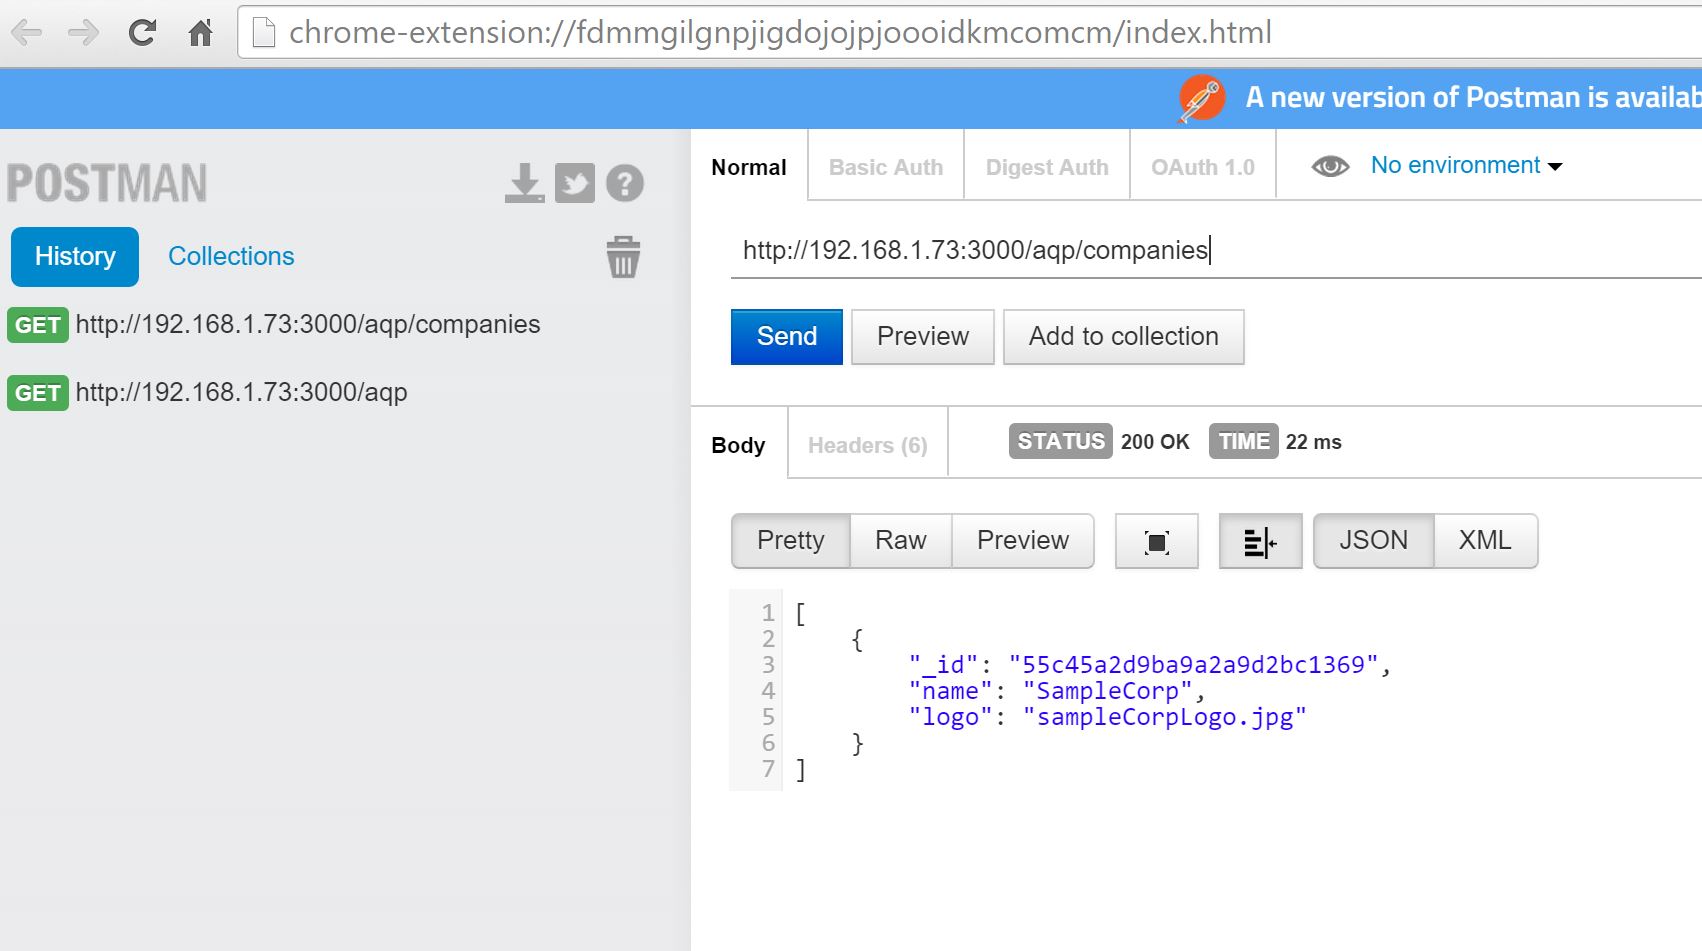 chrome-extension://fdmmgilgnpjigdojojpjoooidkmcomcm/index.html
A new version of Postman is availab
POSTMAN
History Collections
GET http://192.168.1.73:3000/aqp/companies
GET http://192.168.1.73:3000/aqp
Normal Basic Auth Digest Auth OAuth 1.0 No environment
http://192.168.1.73:3000/aqp/companies
Send Preview Add to collection
Body Headers (6) STATUS 200 OK TIME 22 ms
Pretty Raw Preview JSON XML
1 [
2 {
3 "_id": "55c45a2d9ba9a2a9d2bc1369",
4 "name": "SampleCorp",
5 "logo": "sampleCorpLogo.jpg"
6 }
7 ]